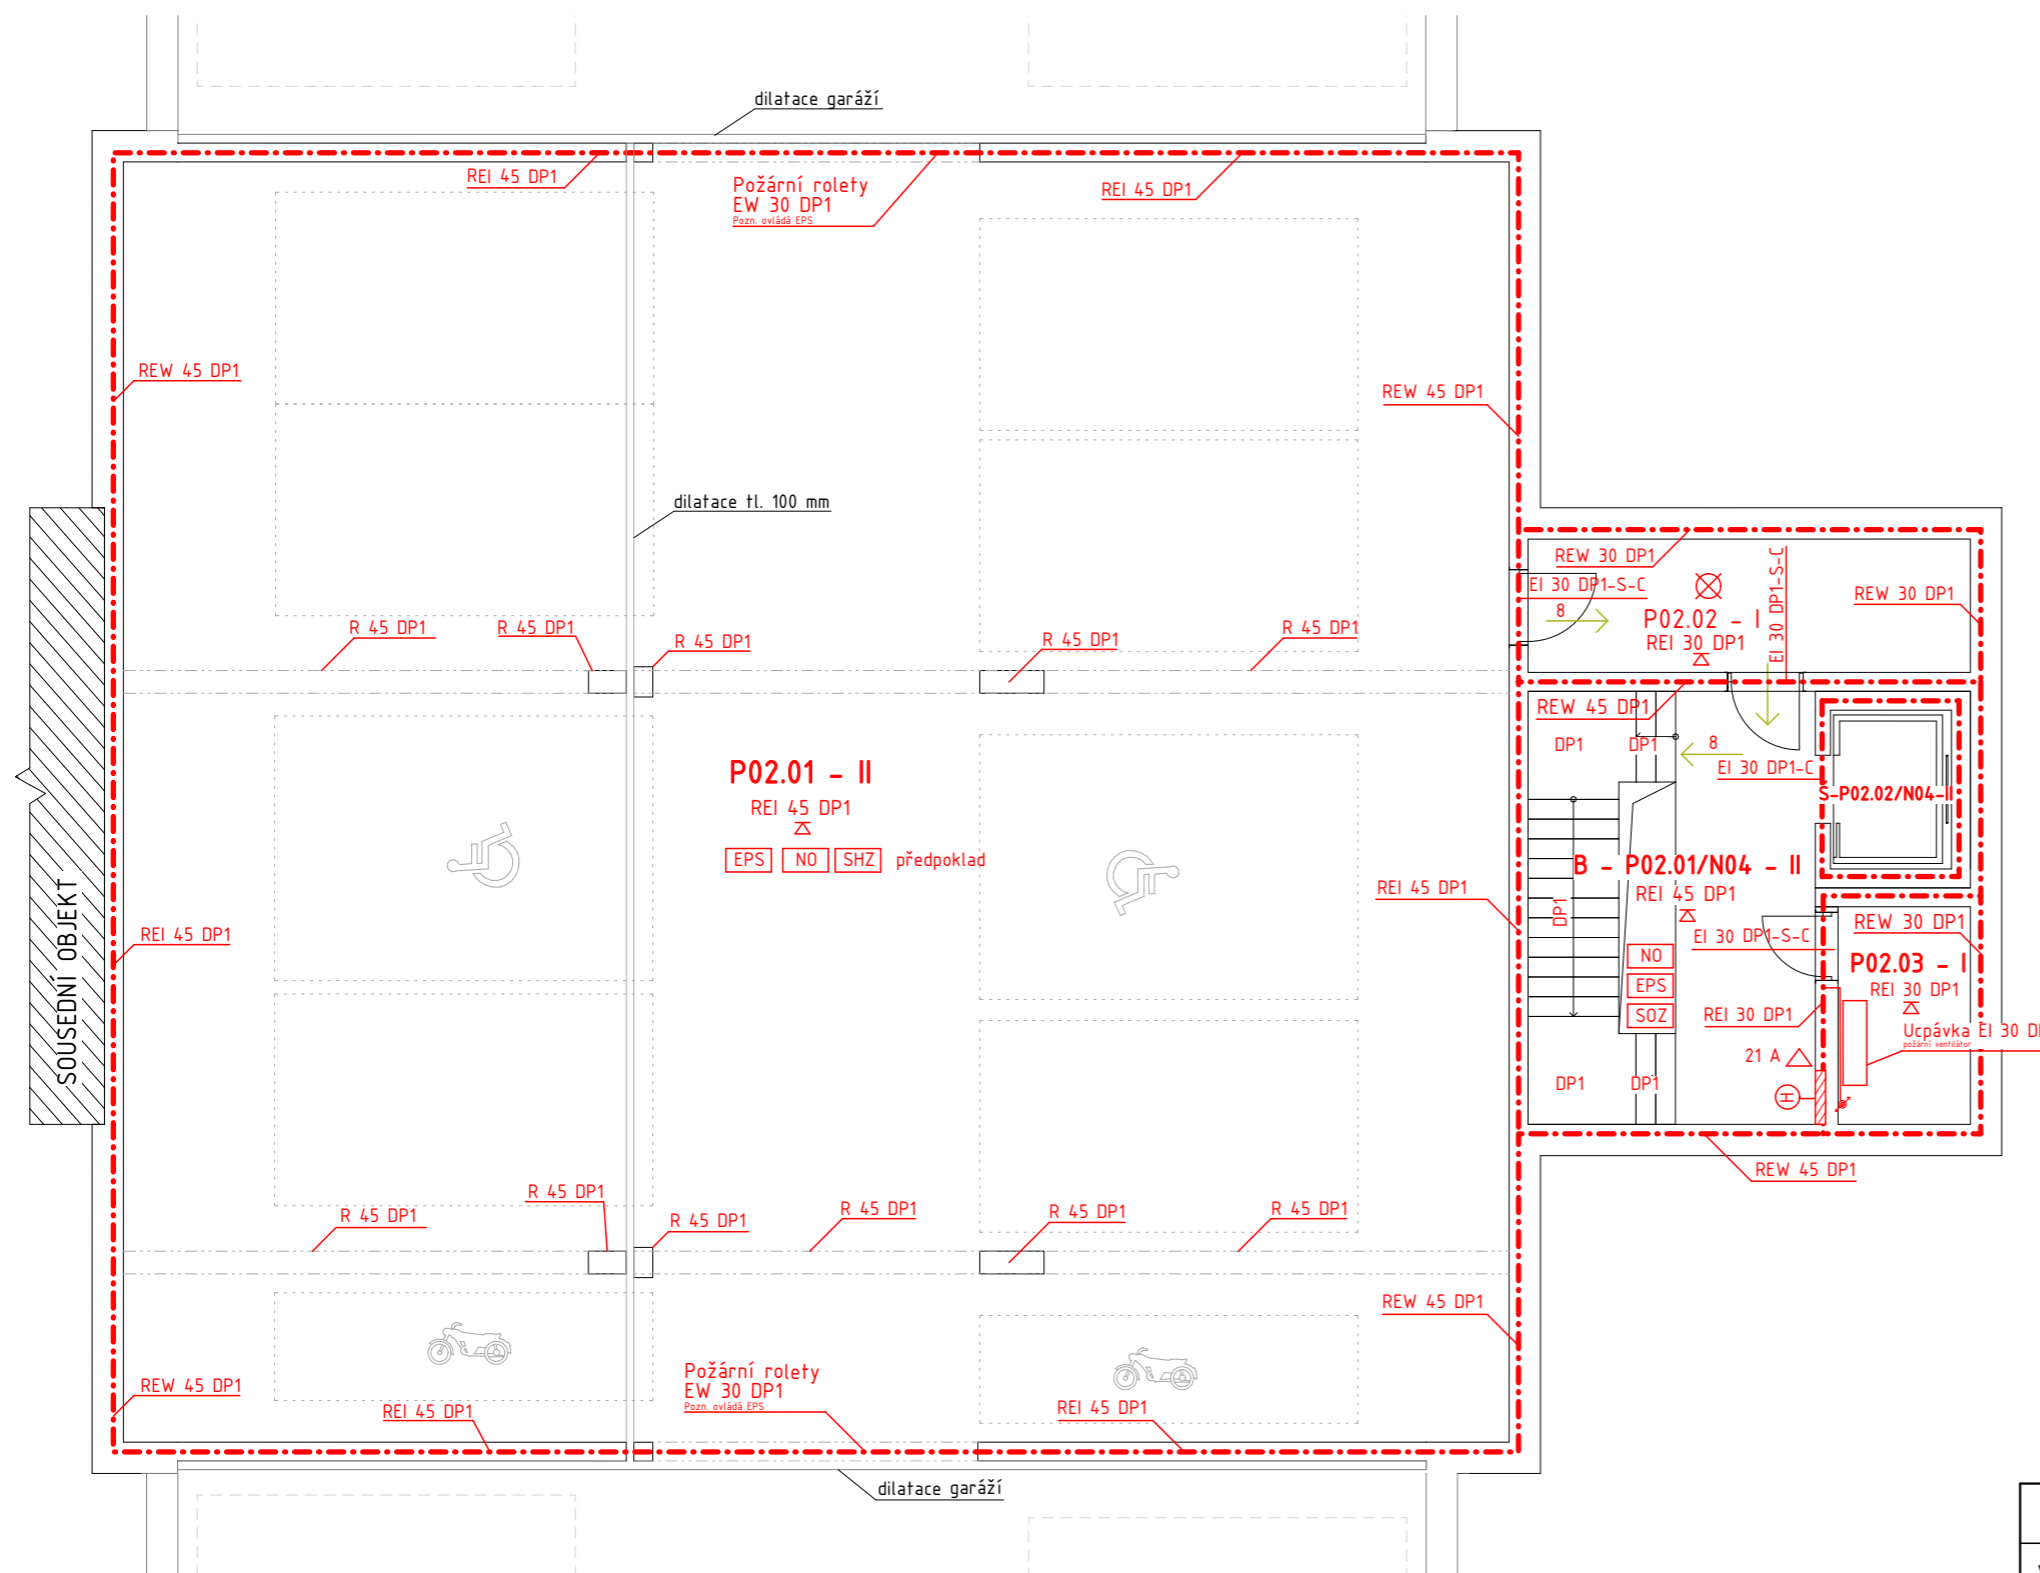 dilatace garáží
REI 45 DP1
Požární rolety
EW 30 DP1
Pozn. ovládá EPS
REI 45 DP1
REW 45 DP1
REW 45 DP1
dilatace tl. 100 mm
REW 30 DP1
EI 30 DP1-S-C
EI 30 DP1-S-C
REW 30 DP1
8
P02.02 - I
REI 30 DP1
R 45 DP1
R 45 DP1
R 45 DP1
R 45 DP1
R 45 DP1
REW 45 DP1
DP1
DP1
8
EI 30 DP1-C
Š-P02.02/N04-II
P02.01 - II
REI 45 DP1
EPS
NO
SHZ
předpoklad
B - P02.01/N04 - II
REI 45 DP1
REI 45 DP1
DP1
SOUSEDNÍ OBJEKT
REI 45 DP1
EI 30 DP1-S-C
REW 30 DP1
NO
EPS
SOZ
P02.03 - I
REI 30 DP1
REI 30 DP1
Ucpávka EI 30 D
požární ventilátor
21 A
DP1
DP1
H
REW 45 DP1
R 45 DP1
R 45 DP1
R 45 DP1
R 45 DP1
R 45 DP1
R 45 DP1
REW 45 DP1
REW 45 DP1
REI 45 DP1
Požární rolety
EW 30 DP1
Pozn. ovládá EPS
REI 45 DP1
dilatace garáží